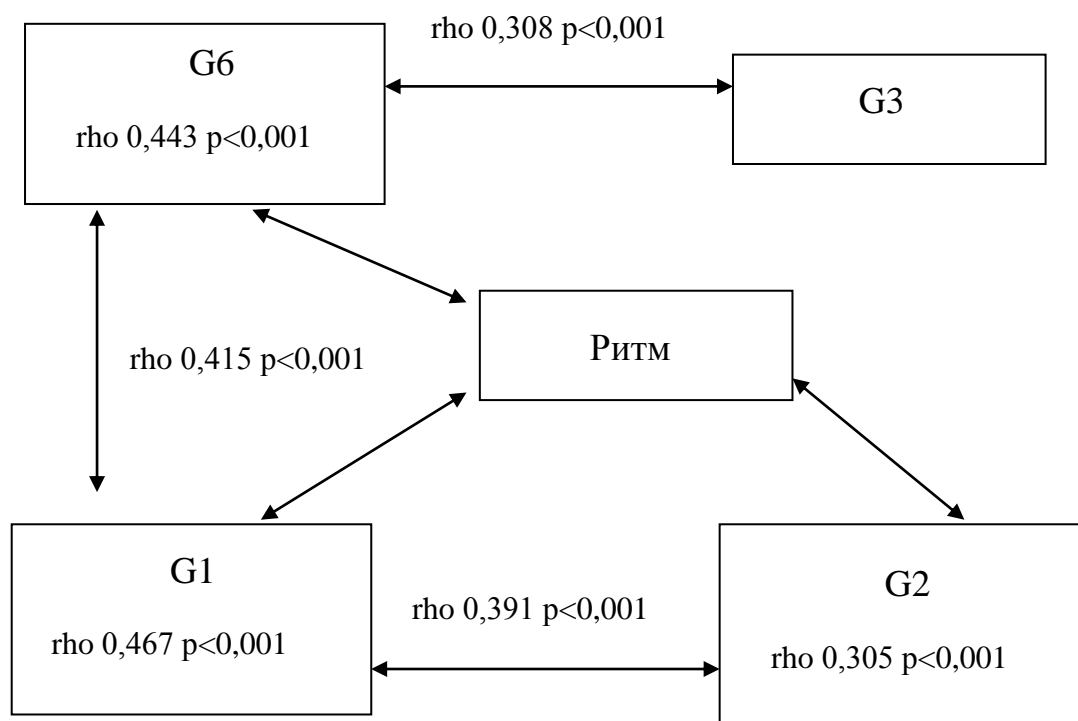 rho 0,308 p<0,001
G6
rho 0,443 p<0,001
G3
Ритм
rho 0,415 p<0,001
G1
rho 0,467 p<0,001
rho 0,391 p<0,001
G2
rho 0,305 p<0,001